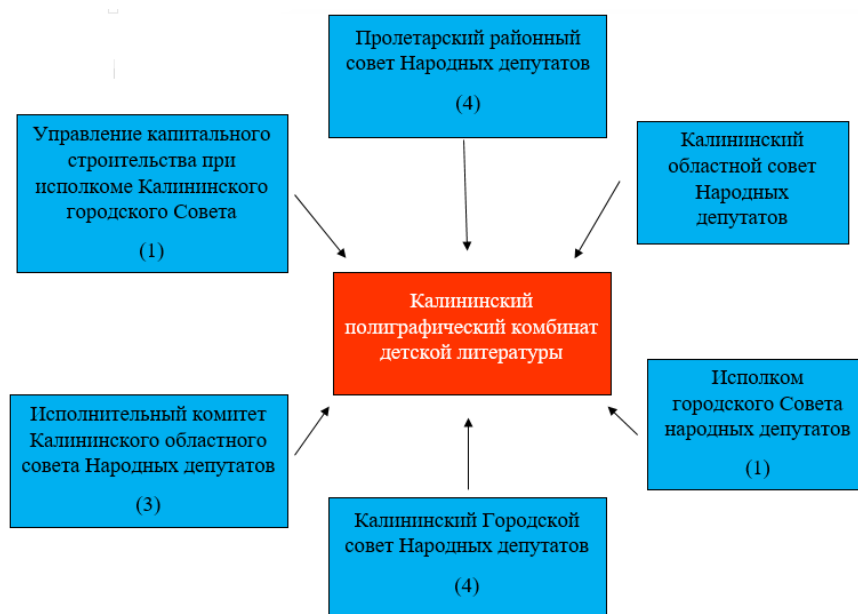 Пролетарский районный
совет Народных депутатов
(4)
Управление капитального
строительства при
исполкоме Калининского
городского Совета
(1)
Калининский
областной совет
Народных
депутатов
Калининский
полиграфический комбинат
детской литературы
Исполнительный комитет
Калининского областного
совета Народных депутатов
(3)
Исполком
городского Совета
народных депутатов
(1)
Калининский Городской
совет Народных депутатов
(4)